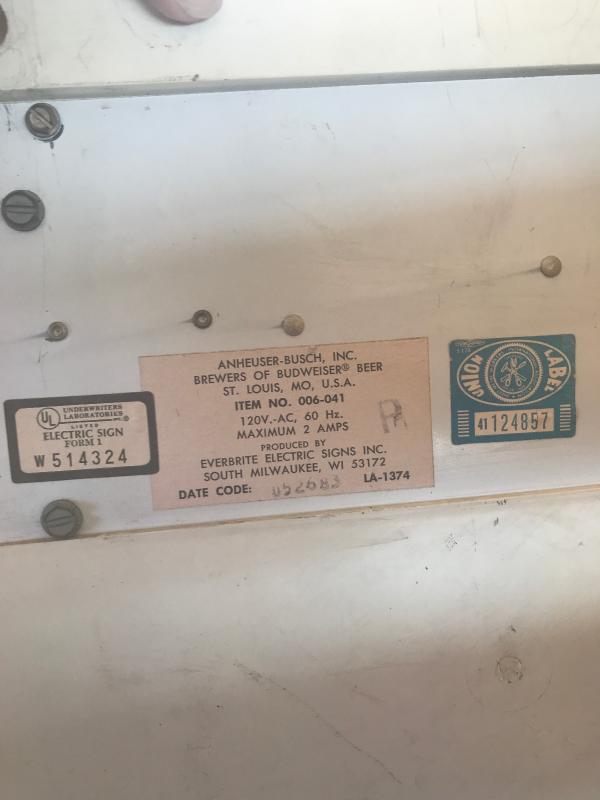 ANHEUSER-BUSCH, INC.
BREWERS OF BUDWEISER® BEER
ST. LOUIS, MO, U.S.A.
ITEM NO. 006-041
120V.-AC, 60 Hz.
MAXIMUM 2 AMPS
PRODUCED BY
EVERBRITE ELECTRIC SIGNS INC.
SOUTH MILWAUKEE, WI 53172
LA-1374
DATE CODE: 052683
R
UL
UNDERWRITERS
LABORATORIES®
LISTED
ELECTRIC SIGN
FORM 1
W 514324
UNION LABEL
41 124857